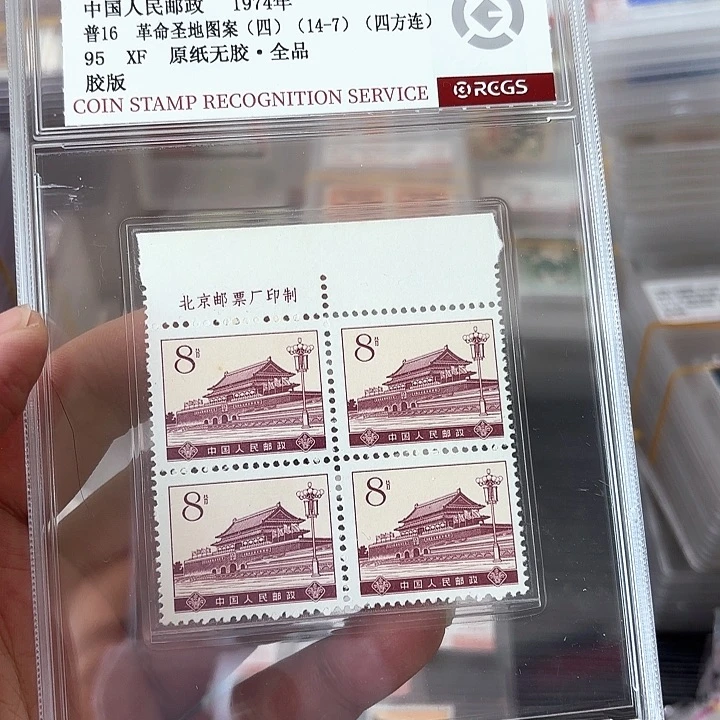 中国人民邮政 1974年
普16 革命圣地图案（四）（14-7）（四方连）
95 XF 原纸无胶·全品
胶版
COIN STAMP RECOGNITION SERVICE
RCGS
北京邮票厂印制
8分
中国人民邮政
8分
中国人民邮政
8分
中国人民邮政
8分
中国人民邮政